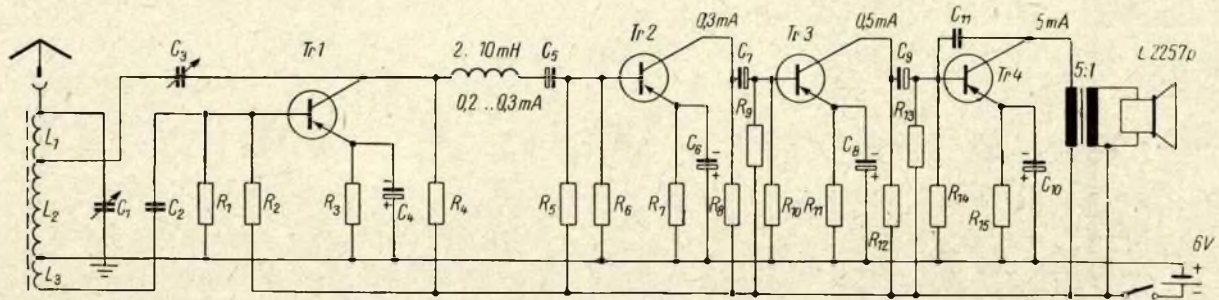 Tr1
Tr2
0,3mA
Tr3
0,5mA
C11
5mA
Tr4
5:1
L2257p
C3
2. 10mH
0,2 ..0,3mA
C5
C7
C9
R9
R13
L1
L2
L3
C1
C2
R1
R2
R3
C4
R4
R5
R6
R7
C6
R8
R10
R11
C8
R12
R14
R15
C10
6V
+
−